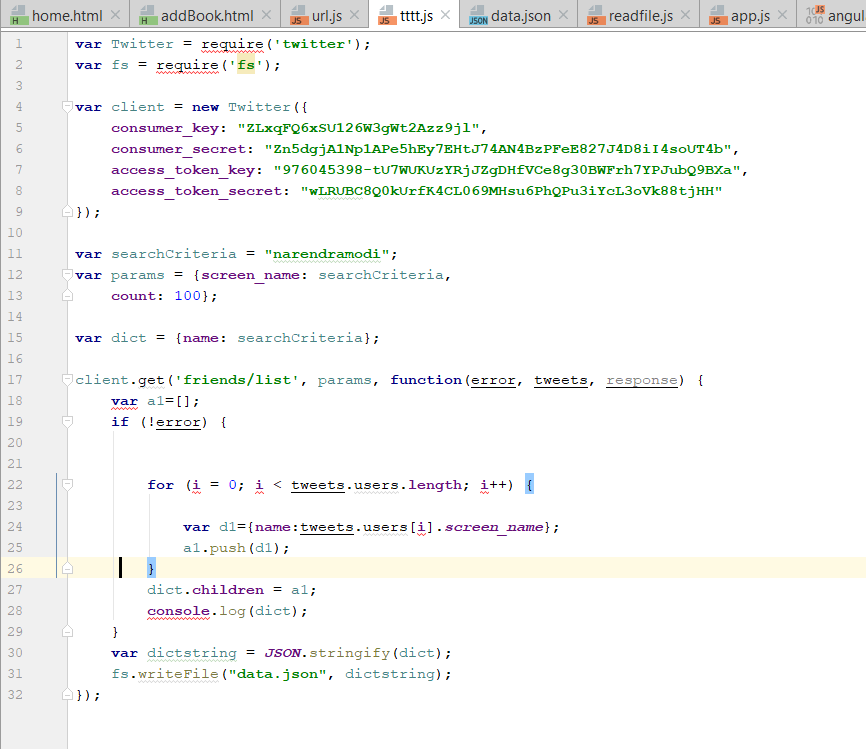 home.html addBook.html url.js tttt.js data.json readfile.js app.js angul
1 var Twitter = require('twitter');
2 var fs = require('fs');
3
4 var client = new Twitter({
5 consumer_key: "ZLxqFQ6xSU126W3gWt2Azz9jl",
6 consumer_secret: "Zn5dgjA1Np1APe5hEy7EHtJ74AN4BzPFeE827J4D8iI4soUT4b",
7 access_token_key: "976045398-tU7WUKUzYRjJZgDHfVCe8g30BWFrh7YPJubQ9BXa",
8 access_token_secret: "wLRUBC8Q0kUrfK4CL069MHsu6PhQPu3iYcL3oVk88tjHH"
9 });
10
11 var searchCriteria = "narendramodi";
12 var params = {screen_name: searchCriteria,
13 count: 100};
14
15 var dict = {name: searchCriteria};
16
17 client.get('friends/list', params, function(error, tweets, response) {
18 var a1=[];
19 if (!error) {
20
21
22 for (i = 0; i < tweets.users.length; i++) {
23
24 var d1={name:tweets.users[i].screen_name};
25 a1.push(d1);
26 }
27 dict.children = a1;
28 console.log(dict);
29 }
30 var dictstring = JSON.stringify(dict);
31 fs.writeFile("data.json", dictstring);
32 });